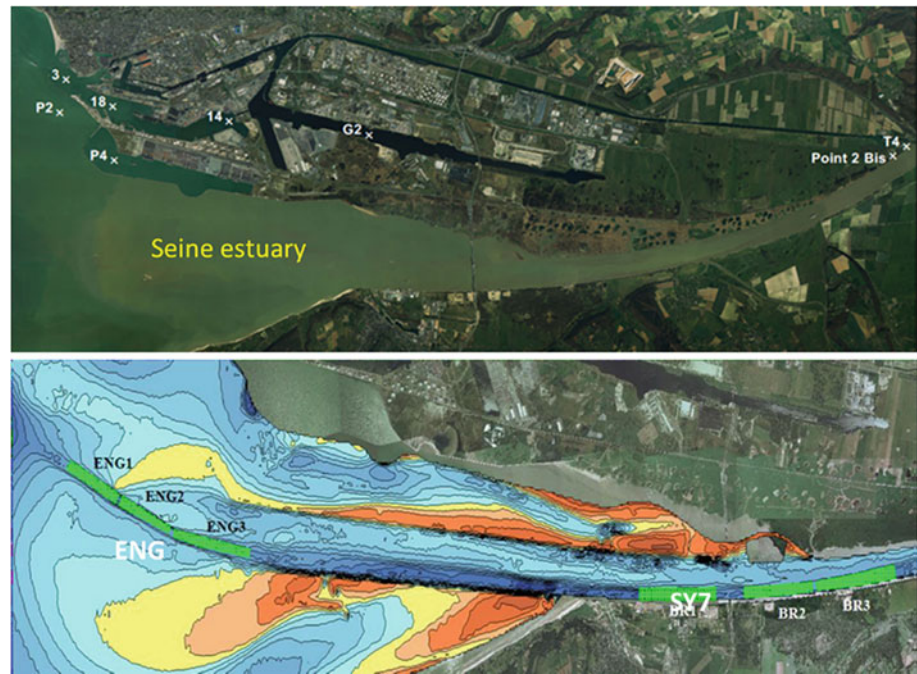 3
P2
18
14
G2
P4
T4
Point 2 Bis
Seine estuary
ENG1
ENG2
ENG3
ENG
SY7
BR1
BR2
BR3